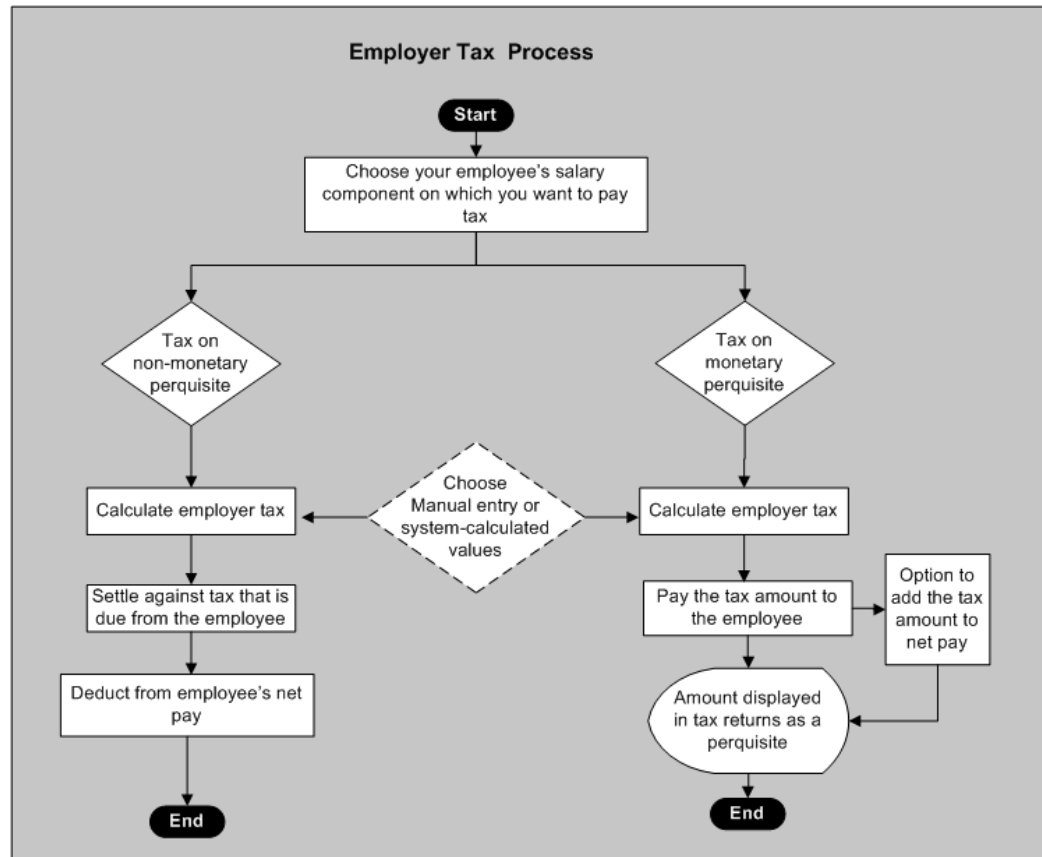 Employer Tax  Process
Start
Choose your employee's salary
component on which you want to pay
tax
Tax on
non-monetary
perquisite
Tax on
monetary
perquisite
Choose
Manual entry or
system-calculated
values
Calculate employer tax
Calculate employer tax
Settle against tax that is
due from the employee
Pay the tax amount to
the employee
Option to
add the tax
amount to
net pay
Deduct from employee's net
pay
Amount displayed
in tax returns as a
perquisite
End
End